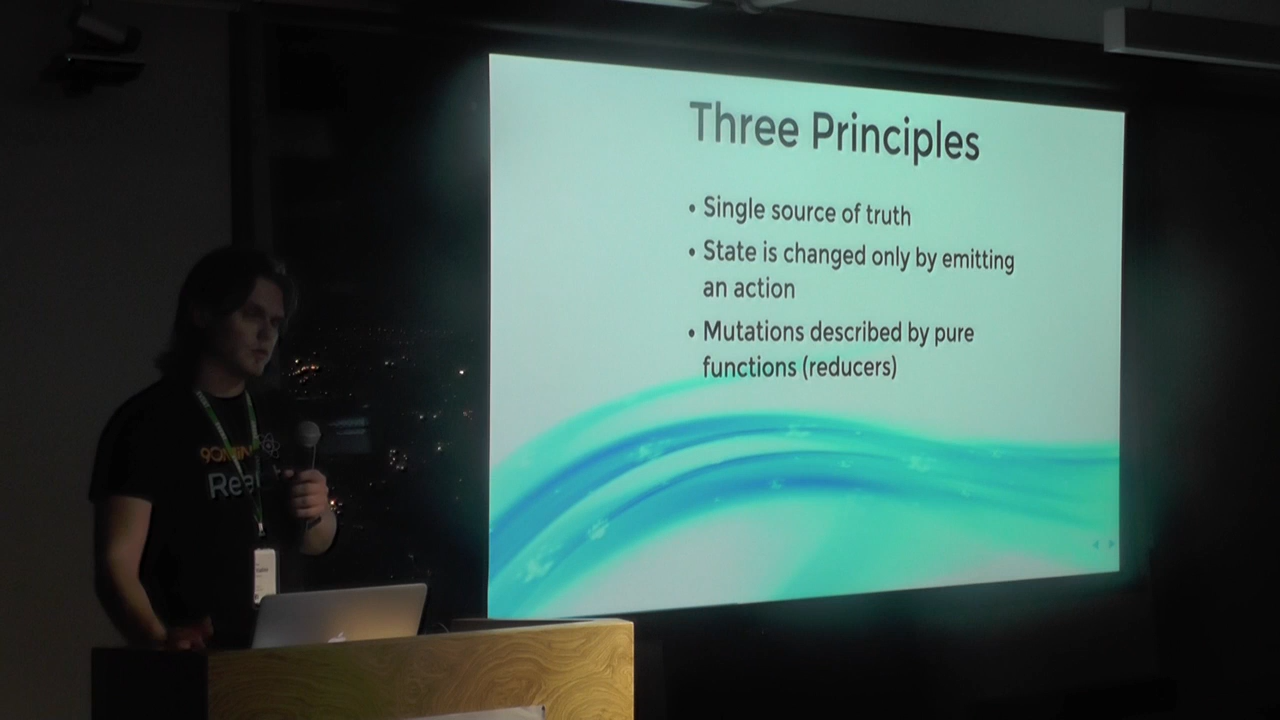 Three Principles
• Single source of truth
• State is changed only by emitting
an action
• Mutations described by pure
functions (reducers)